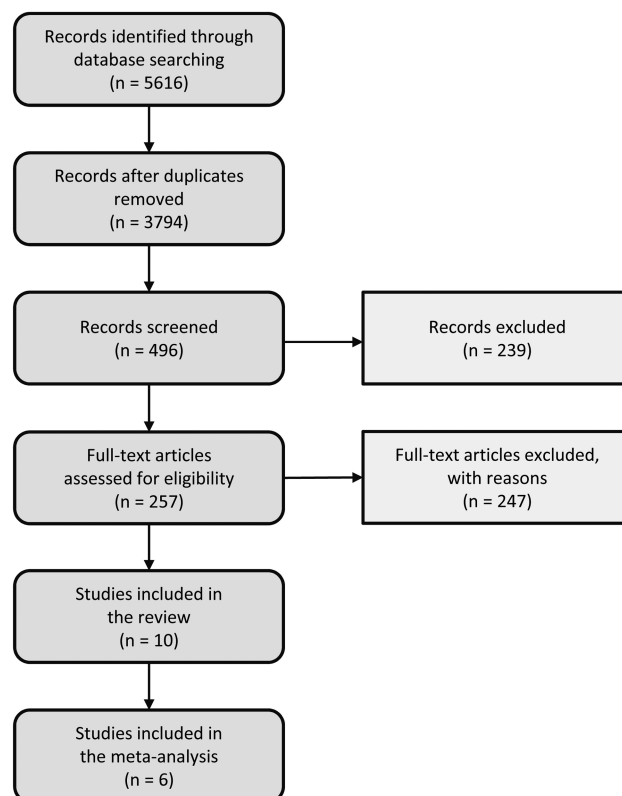 Records identified through
database searching
(n = 5616)
Records after duplicates
removed
(n = 3794)
Records screened
(n = 496)
Records excluded
(n = 239)
Full-text articles
assessed for eligibility
(n = 257)
Full-text articles excluded,
with reasons
(n = 247)
Studies included in
the review
(n = 10)
Studies included in
the meta-analysis
(n = 6)